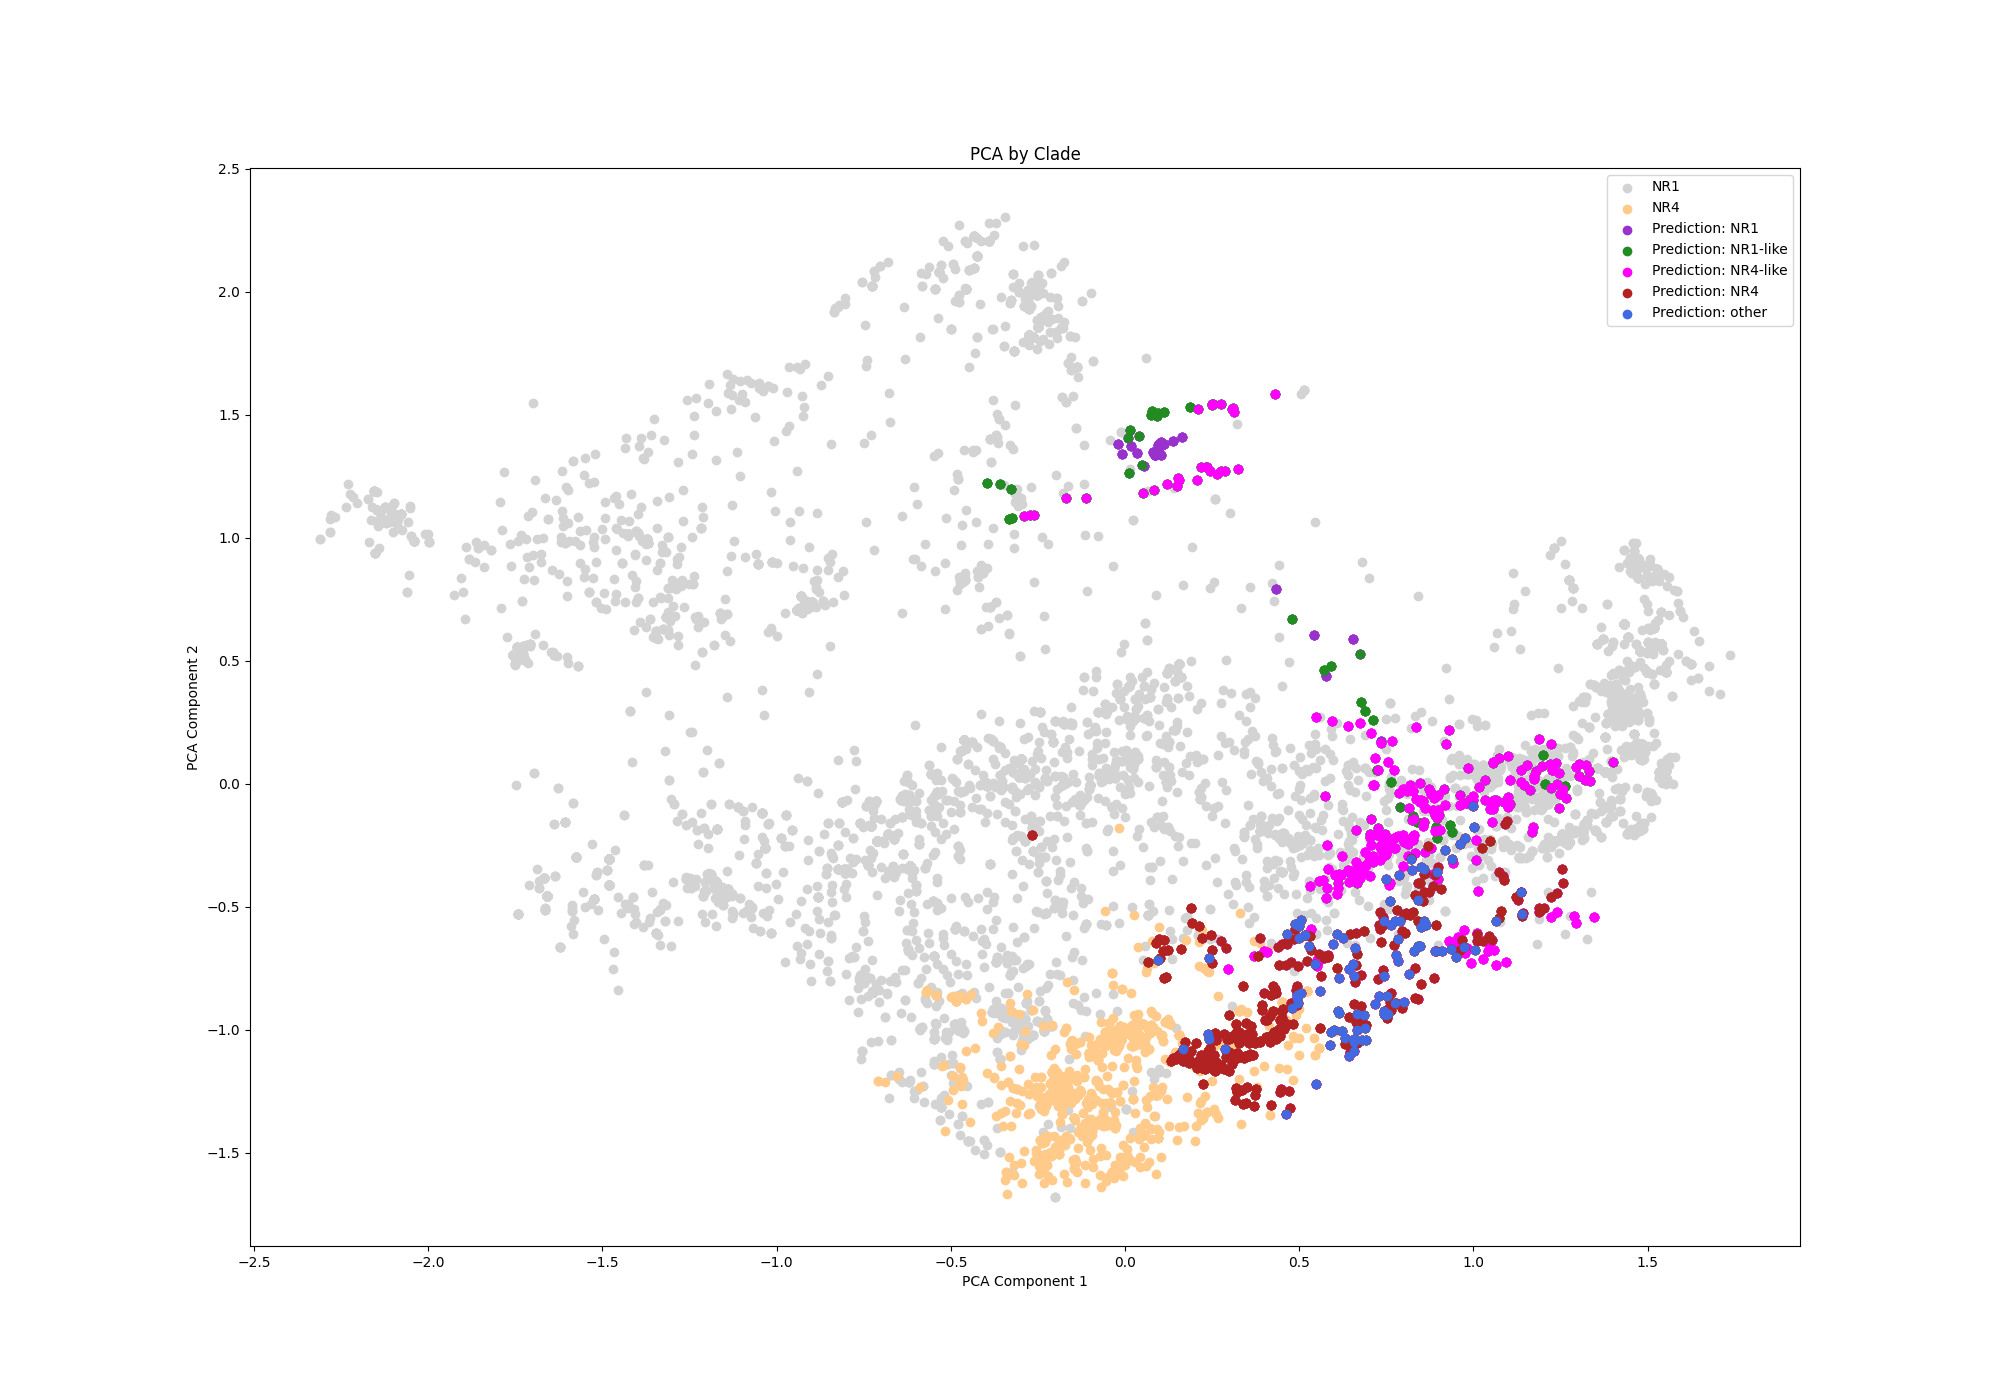 PCA by Clade
2.5
2.0
1.5
1.0
0.5
0.0
−0.5
−1.0
−1.5
PCA Component 2
NR1
NR4
Prediction: NR1
Prediction: NR1-like
Prediction: NR4-like
Prediction: NR4
Prediction: other
−2.5 −2.0 −1.5 −1.0 −0.5 0.0 0.5 1.0 1.5
PCA Component 1